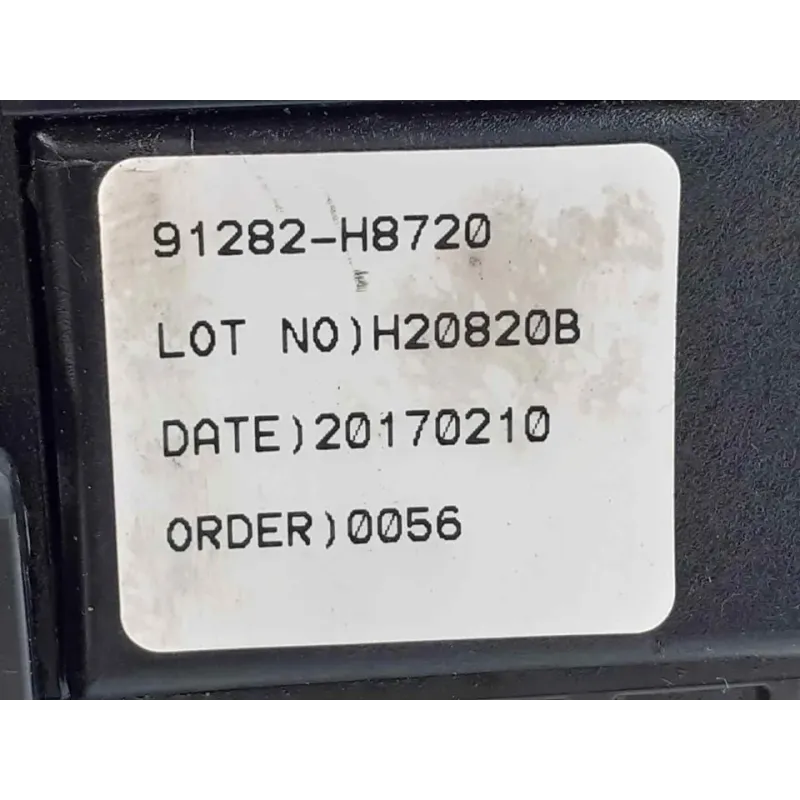 91282-H8720
LOT NO)H20820B
DATE)20170210
ORDER)0056